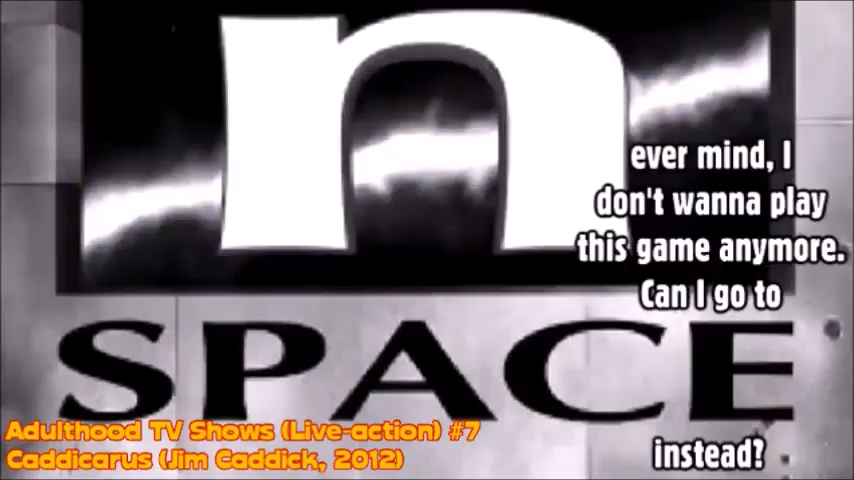 n
ever mind, I
don't wanna play
this game anymore.
Can I go to
SPACE
instead?
Adulthood TV Shows (Live-action) #7
Caddicarus (Jim Caddick, 2012)